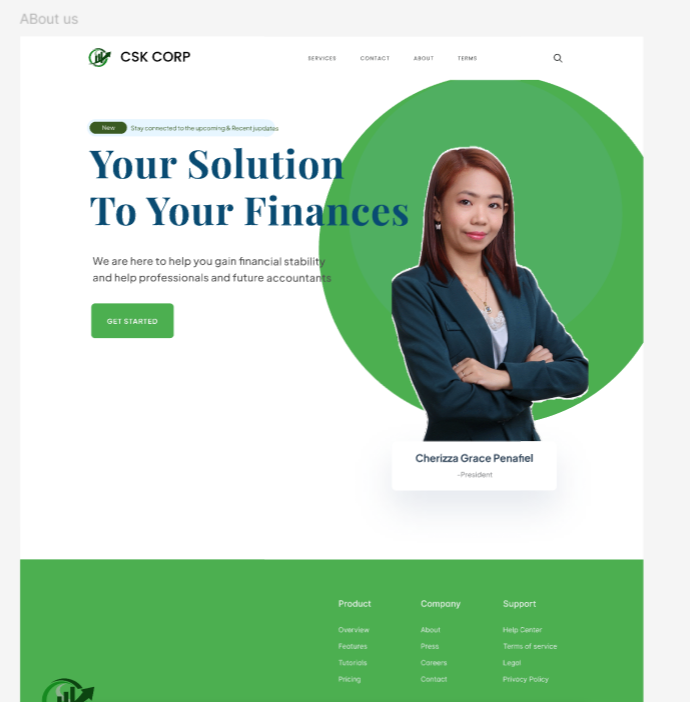 ABout us
CSK CORP
SERVICES CONTACT ABOUT TERMS
New Stay connected to the upcoming & Recent jupdates
Your Solution
To Your Finances
We are here to help you gain financial stability
and help professionals and future accountants
GET STARTED
Cherizza Grace Penafiel
-President
Product Company Support
Overview About Help Center
Features Press Terms of service
Tutorials Careers Legal
Pricing Contact Privacy Policy